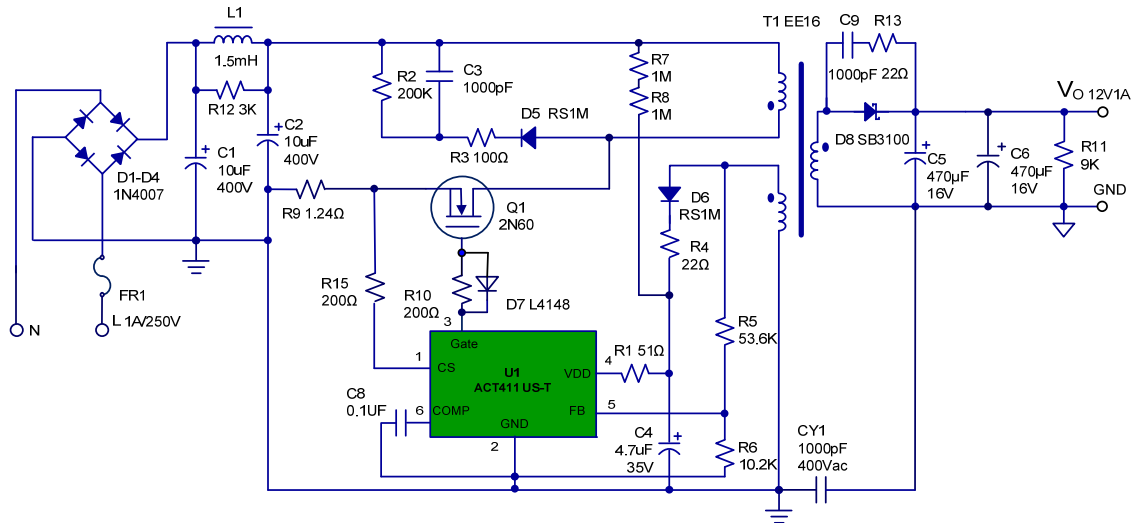 L1
1.5mH
R12 3K
D1-D4
1N4007
C1
10uF
400V
C2
10uF
400V
FR1
N
L 1A/250V
R2
200K
C3
1000pF
R3 100Ω
D5 RS1M
R7
1M
R8
1M
T1 EE16
C9
R13
1000pF 22Ω
D8 SB3100
VO 12V1A
C5
470µF
16V
C6
470µF
16V
R11
9K
GND
R9 1.24Ω
Q1
2N60
D6
RS1M
R4
22Ω
R15
200Ω
R10
200Ω
D7 L4148
3
Gate
1
CS
U1
ACT411 US-T
VDD
4
R1 51Ω
R5
53.6K
C8
0.1UF
6
COMP
FB
5
GND
2
C4
4.7uF
35V
R6
10.2K
CY1
1000pF
400Vac